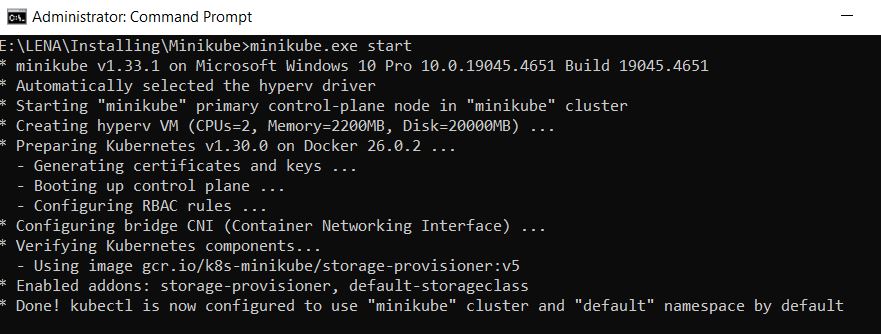 Administrator: Command Prompt
E:\LENA\Installing\Minikube>minikube.exe start
* minikube v1.33.1 on Microsoft Windows 10 Pro 10.0.19045.4651 Build 19045.4651
* Automatically selected the hyperv driver
* Starting "minikube" primary control-plane node in "minikube" cluster
* Creating hyperv VM (CPUs=2, Memory=2200MB, Disk=20000MB) ...
* Preparing Kubernetes v1.30.0 on Docker 26.0.2 ...
  - Generating certificates and keys ...
  - Booting up control plane ...
  - Configuring RBAC rules ...
* Configuring bridge CNI (Container Networking Interface) ...
* Verifying Kubernetes components...
  - Using image gcr.io/k8s-minikube/storage-provisioner:v5
* Enabled addons: storage-provisioner, default-storageclass
* Done! kubectl is now configured to use "minikube" cluster and "default" namespace by default